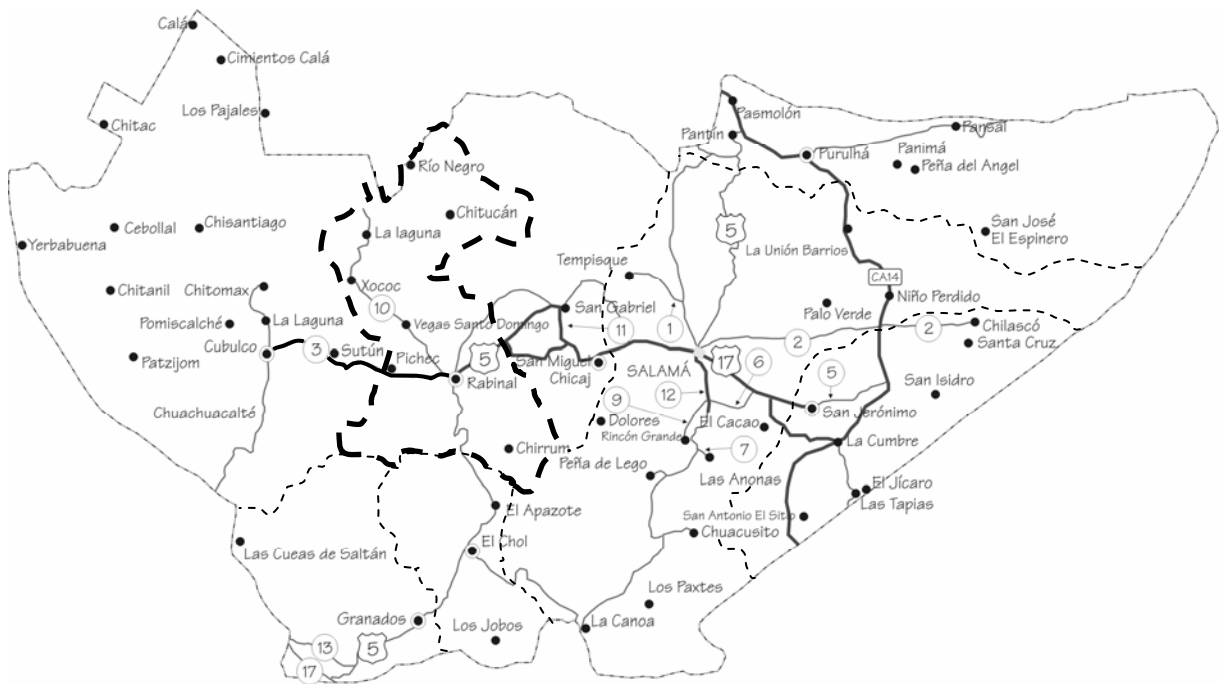 Calá
Cimientos Calá
Los Pajales
Chitac
Pasmolón
Pantín
Pansal
Purulhá
Panimá
Peña del Angel
Río Negro
Chitucán
Cebollal
Chisantiago
Yerbabuena
La laguna
5
San José
El Espinero
La Unión Barrios
Tempisque
CA14
Chitanil
Chitomax
Xococ
Niño Perdido
10
San Gabriel
Palo Verde
Pomiscalché
La Laguna
Vegas Santo Domingo
11
1
2
2
Chilascó
Cubulco
3
Sutún
Pichec
5
San Miguel
Chicaj
17
6
Santa Cruz
Patzijom
Rabinal
SALAMÁ
12
5
San Isidro
Chuachuacalté
9
Dolores
Rincón Grande
El Cacao
San Jerónimo
7
La Cumbre
Chirrum
Peña de Lego
Las Anonas
El Jícaro
Las Tapias
El Apazote
San Antonio El Sitio
Chuacusito
Las Cueas de Saltán
El Chol
Los Paxtes
Granados
Los Jobos
La Canoa
13
5
17